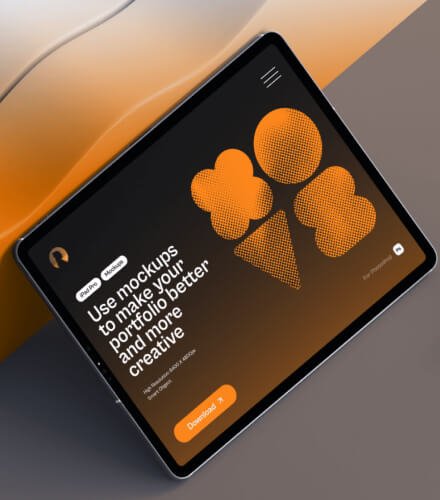 iPad Pro Mockups
Use mockups
to make your
portfolio better
and more
creative
High Resolution 6400 X 4800px
Smart Object
Download
For Photoshop
Ps